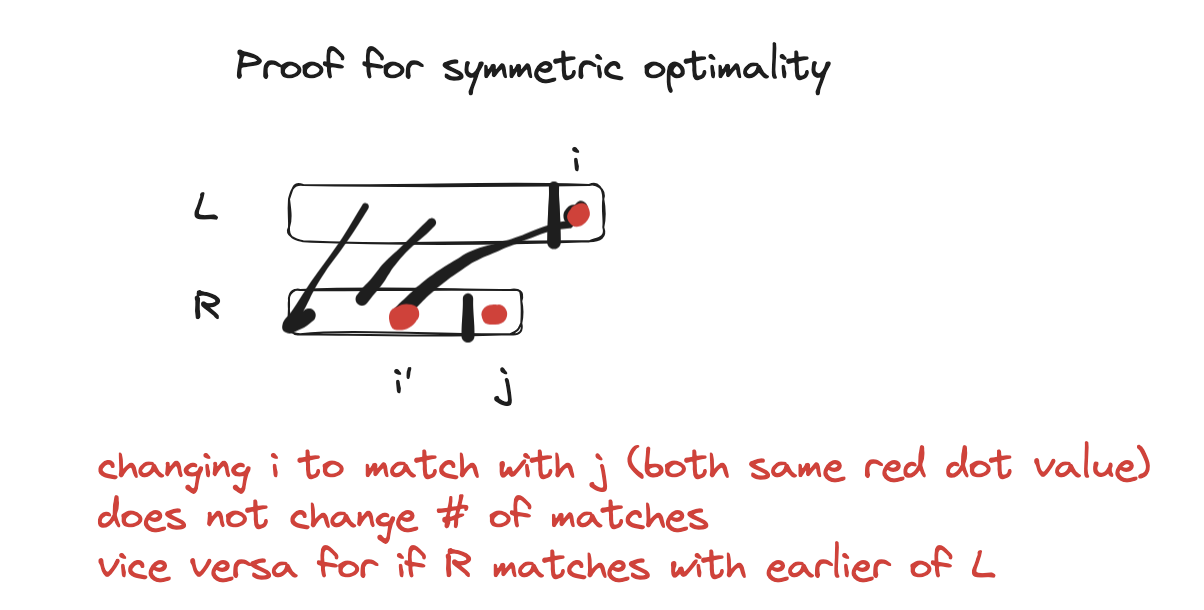 Proof for symmetric optimality
i
L
R
i'
j
changing i to match with j (both same red dot value)
does not change # of matches
vice versa for if R matches with earlier of L